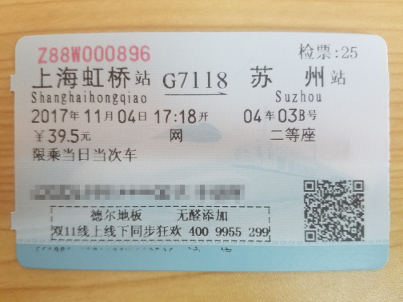 Z88W000896 检票:25
上海虹桥站 G7118 苏州站
Shanghaihongqiao Suzhou
2017年11月04日17:18开 04车03B号
￥39.5元 网 二等座
限乘当日当次车
德尔地板 无醛添加
双11线上线下同步狂欢 400 9955 299